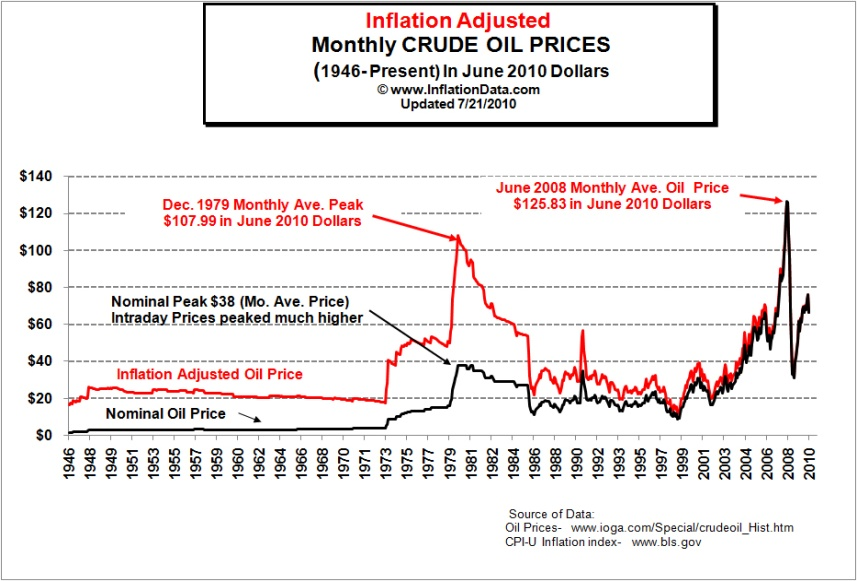 Inflation Adjusted
Monthly CRUDE OIL PRICES
(1946-Present) In June 2010 Dollars
© www.InflationData.com
Updated 7/21/2010
$140
$120
$100
$80
$60
$40
$20
$0
Dec. 1979 Monthly Ave. Peak
$107.99 in June 2010 Dollars
June 2008 Monthly Ave. Oil Price
$125.83 in June 2010 Dollars
Nominal Peak $38 (Mo. Ave. Price)
Intraday Prices peaked much higher
Inflation Adjusted Oil Price
Nominal Oil Price
1946
1948
1949
1951
1953
1955
1957
1959
1960
1962
1964
1966
1968
1970
1971
1973
1975
1977
1979
1981
1982
1984
1986
1988
1990
1992
1993
1995
1997
1999
2001
2003
2004
2006
2008
2010
Source of Data:
Oil Prices- www.ioga.com/Special/crudeoil_Hist.htm
CPI-U Inflation index- www.bls.gov